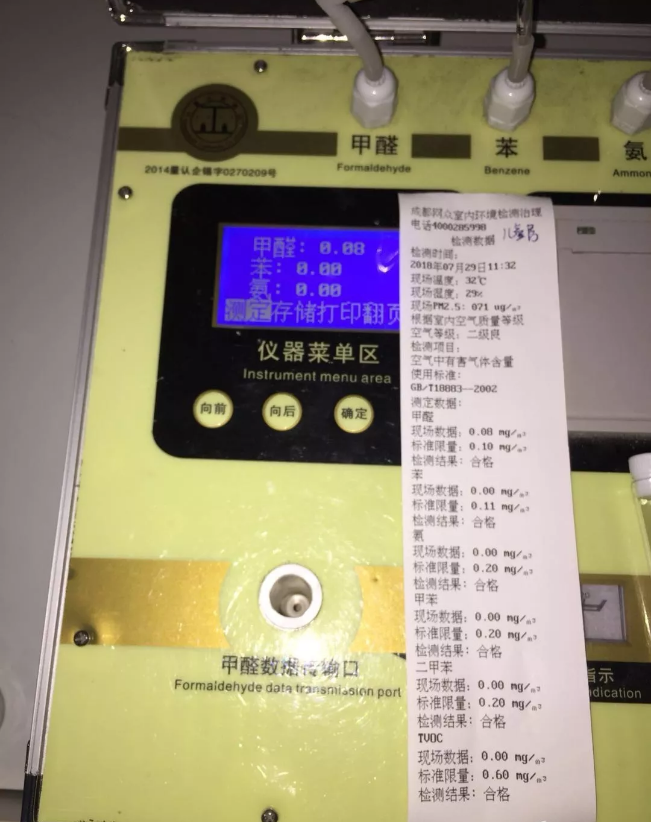 甲醛
Formaldehyde
苯
Benzene
氨
Ammon
2014量认企锡字0270209号
甲醛: 0.08
苯: 0.00
氨: 0.00
测定存储打印翻页
仪器菜单区
Instrument menu area
向前
向后
确定
甲醛数据传输口
Formaldehyde data transmission port
指示
ndication
成都网众室内环境检测治理
电话4000285998
检测数据 儿童房
检测时间:
2018年07月29日11:32
现场温度: 32℃
现场湿度: 29%
现场PM2.5: 071 ug/m³
根据室内空气质量等级
空气等级: 二级良
检测项目:
空气中有害气体含量
使用标准:
GB/T18883--2002
测定数据:
甲醛
现场数据: 0.08 mg/m³
标准限量: 0.10 mg/m³
检测结果: 合格
苯
现场数据: 0.00 mg/m³
标准限量: 0.11 mg/m³
检测结果: 合格
氨
现场数据: 0.00 mg/m³
标准限量: 0.20 mg/m³
检测结果: 合格
甲苯
现场数据: 0.00 mg/m³
标准限量: 0.20 mg/m³
检测结果: 合格
二甲苯
现场数据: 0.00 mg/m³
标准限量: 0.20 mg/m³
检测结果: 合格
TVOC
现场数据: 0.00 mg/m³
标准限量: 0.60 mg/m³
检测结果: 合格